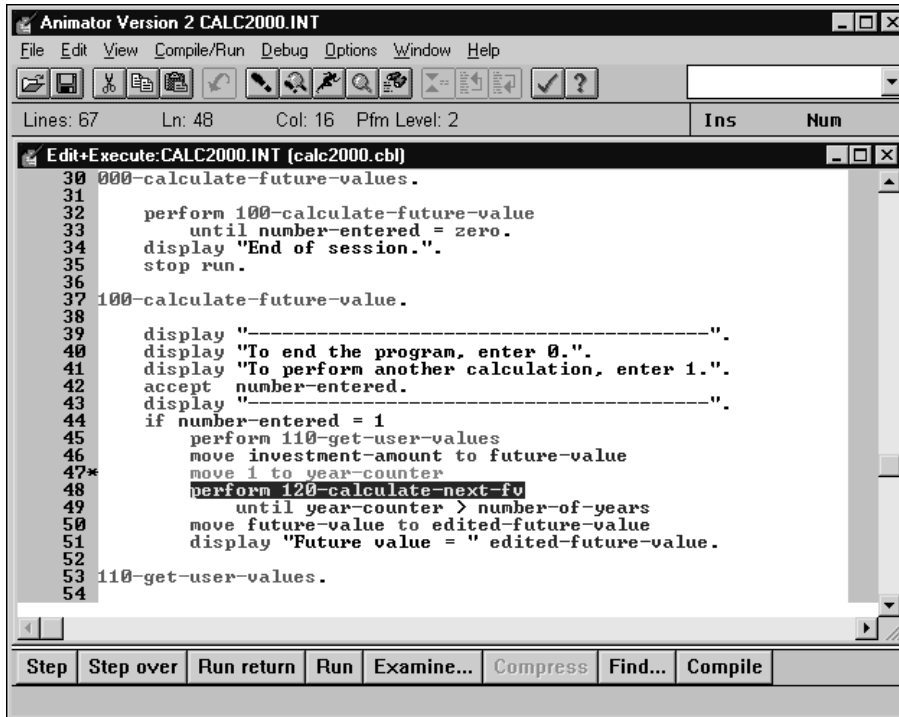 Animator Version 2 CALC2000.INT
File Edit View Compile/Run Debug Options Window Help
Lines: 67 Ln: 48 Col: 16 Pfm Level: 2 Ins Num
Edit+Execute:CALC2000.INT (calc2000.cbl)
30 000-calculate-future-values.
31
32 perform 100-calculate-future-value
33 until number-entered = zero.
34 display "End of session.".
35 stop run.
36
37 100-calculate-future-value.
38
39 display "-----------------------------------------".
40 display "To end the program, enter 0.".
41 display "To perform another calculation, enter 1.".
42 accept number-entered.
43 display "-----------------------------------------".
44 if number-entered = 1
45 perform 110-get-user-values
46 move investment-amount to future-value
47* move 1 to year-counter
48 perform 120-calculate-next-fv
49 until year-counter > number-of-years
50 move future-value to edited-future-value
51 display "Future value = " edited-future-value.
52
53 110-get-user-values.
54
Step Step over Run return Run Examine... Compress Find... Compile